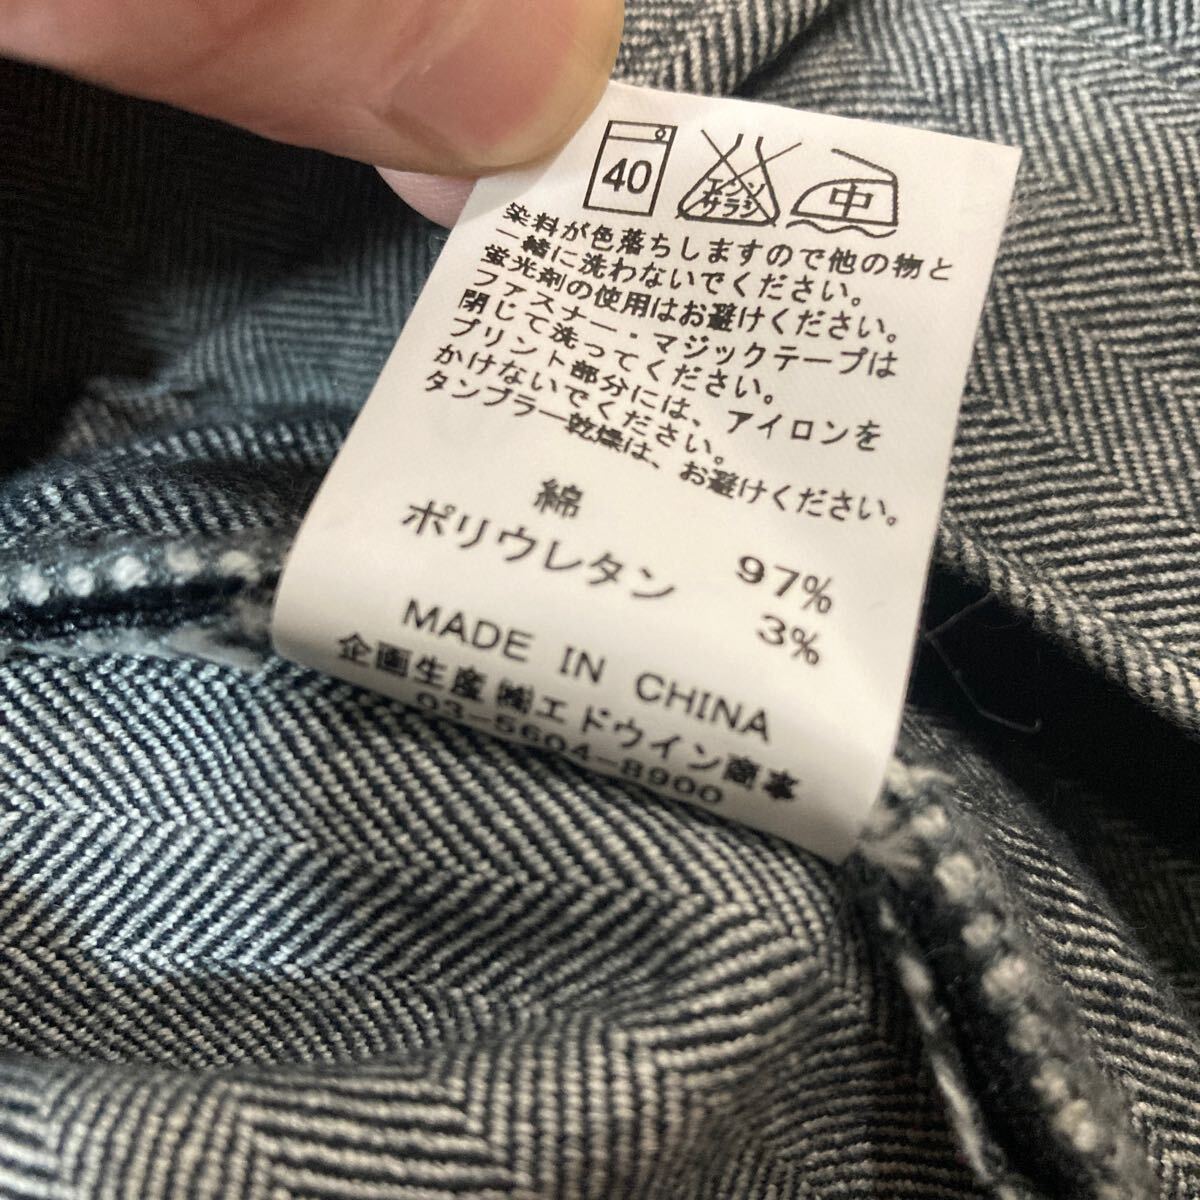 40
エンソ
サラシ
中
染料が色落ちしますので他の物と
一緒に洗わないでください。
蛍光剤の使用はお避けください。
ファスナー・マジックテープは
閉じて洗ってください。
プリント部分には、アイロンを
かけないでください。
タンブラー乾燥は、お避けください。
綿 97%
ポリウレタン 3%
MADE IN CHINA
企画生産㈱エドウイン商事
03-5604-8900